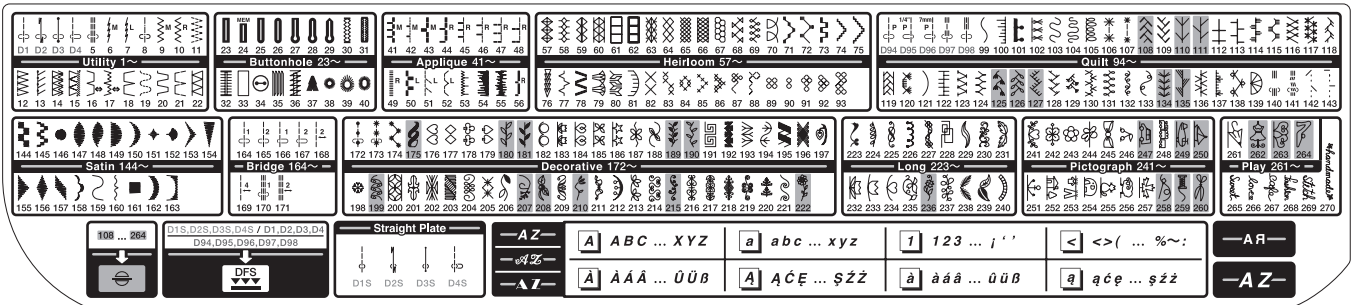 1/4"| 7mm)
MEM M L M R M R M R P P P P
D1 D2 D3 D4 5 6 7 8 9 10 11
23 24 25 26 27 28 29 30 31
41 42 43 44 45 46 47 48
57 58 59 60 61 62 63 64 65 66 67 68 69 70 71 72 73 74 75
D94 D95 D96 D97 D98 99 100 101 102 103 104 105 106 107 108 109 110 111 112 113 114 115 116 117 118
Utility 1~ Buttonhole 23~ Applique 41~ Heirloom 57~ Quilt 94~
12 13 14 15 16 17 18 19 20 21 22
32 33 34 35 36 37 38 39 40
49 50 51 52 53 54 55 56
76 77 78 79 80 81 82 83 84 85 86 87 88 89 90 91 92 93
119 120 121 122 123 124 125 126 127 128 129 130 131 132 133 134 135 136 137 138 139 140 141 142 143
144 145 146 147 148 149 150 151 152 153 154
164 165 166 167 168
172 173 174 175 176 177 178 179 180 181 182 183 184 185 186 187 188 189 190 191 192 193 194 195 196 197
223 224 225 226 227 228 229 230 231
241 242 243 244 245 246 247 248 249 250
261 262 263 264
Satin 144~ Bridge 164~ Decorative 172~ Long 223~ Pictograph 241~ Play 261~
155 156 157 158 159 160 161 162 163
169 170 171
198 199 200 201 202 203 204 205 206 207 208 209 210 211 212 213 214 215 216 217 218 219 220 221 222
232 233 234 235 236 237 238 239 240
251 252 253 254 255 256 257 258 259 260
265 266 267 268 269 270
*handmade*
108 ... 264
D1S,D2S,D3S,D4S / D1,D2,D3,D4
D94,D95,D96,D97,D98
DFS
Straight Plate
D1S D2S D3S D4S
AZ
AZ
AZ
A ABC ... XYZ a abc ... xyz 1 123 ... ¡ ‘ ’ < <>( ... %~:
À ÀÁÂ ... ÛÜß Ą ĄĆĘ ... ŞŹŻ à àáâ ... ûüß ą ąćę ... şźż
АЯ
AZ